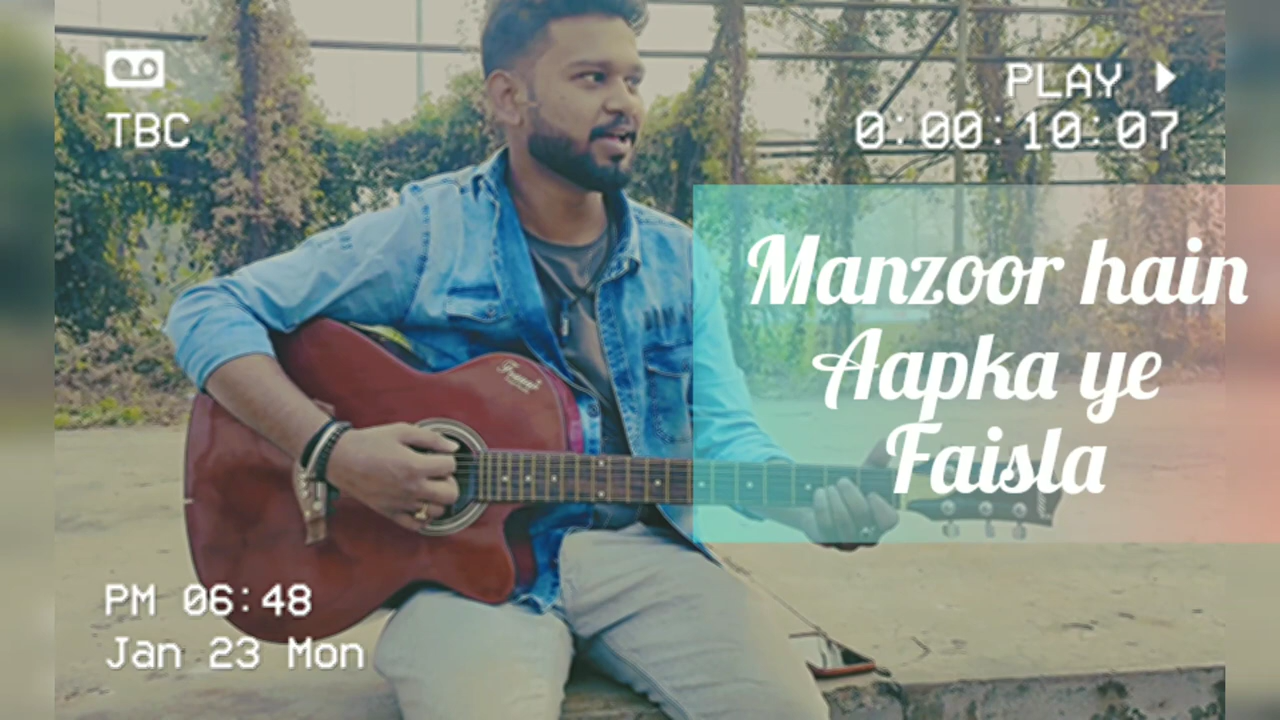 TBC
PLAY
0:00:10:07
Manzoor hain
Aapka ye
Faisla
PM 06:48
Jan 23 Mon